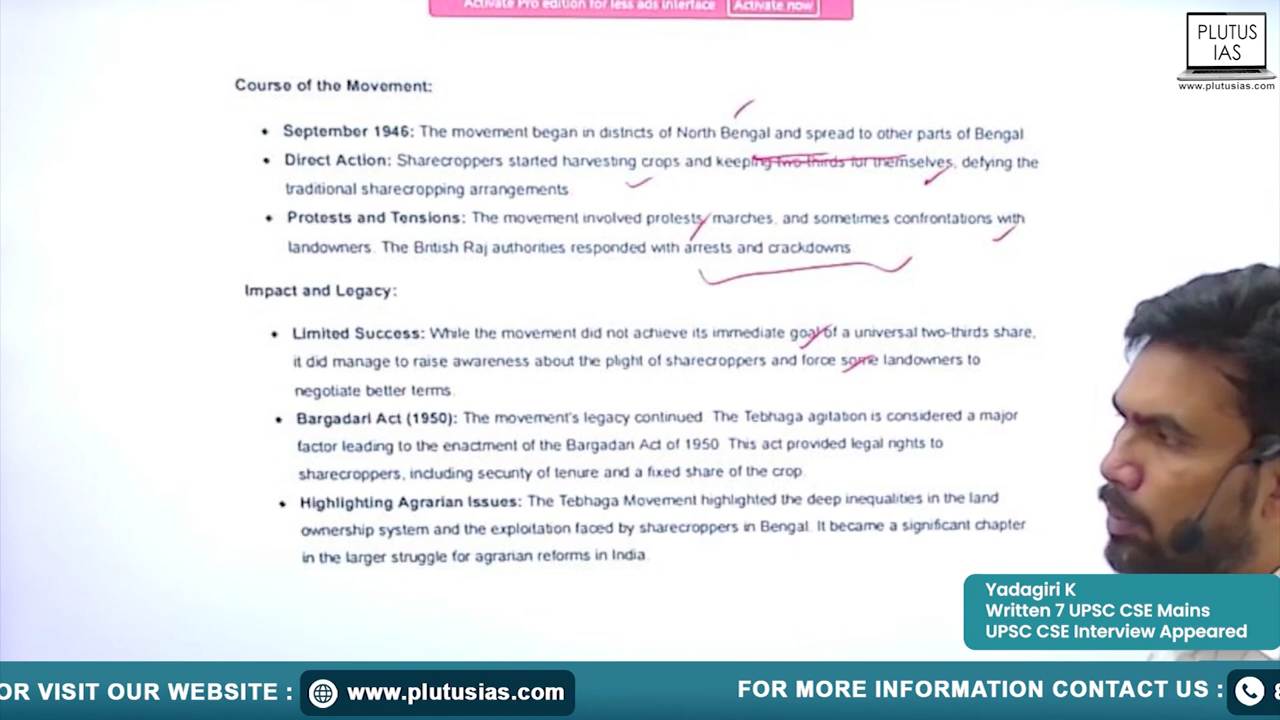 Activate Pro edition for less ads interface Activate now
PLUTUS
IAS
www.plutusias.com
Course of the Movement:
• September 1946: The movement began in districts of North Bengal and spread to other parts of Bengal
• Direct Action: Sharecroppers started harvesting crops and keeping two-thirds for themselves, defying the
traditional sharecropping arrangements
• Protests and Tensions: The movement involved protests, marches, and sometimes confrontations with
landowners. The British Raj authorities responded with arrests and crackdowns.
Impact and Legacy:
• Limited Success: While the movement did not achieve its immediate goal of a universal two-thirds share,
it did manage to raise awareness about the plight of sharecroppers and force some landowners to
negotiate better terms.
• Bargadari Act (1950): The movement's legacy continued. The Tebhaga agitation is considered a major
factor leading to the enactment of the Bargadari Act of 1950. This act provided legal rights to
sharecroppers, including security of tenure and a fixed share of the crop.
• Highlighting Agrarian Issues: The Tebhaga Movement highlighted the deep inequalities in the land
ownership system and the exploitation faced by sharecroppers in Bengal. It became a significant chapter
in the larger struggle for agrarian reforms in India.
Yadagiri K
Written 7 UPSC CSE Mains
UPSC CSE Interview Appeared
OR VISIT OUR WEBSITE : www.plutusias.com FOR MORE INFORMATION CONTACT US : 8